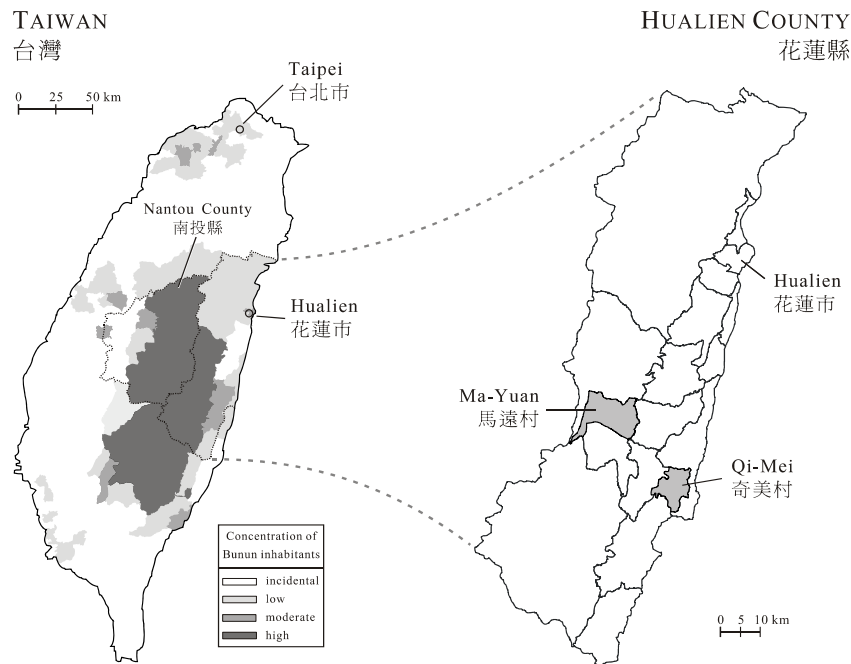 TAIWAN
台灣
0 25 50 km
Taipei
台北市
Nantou County
南投縣
Hualien
花蓮市
Concentration of
Bunun inhabitants
incidental
low
moderate
high
HUALIEN COUNTY
花蓮縣
Hualien
花蓮市
Ma-Yuan
馬遠村
Qi-Mei
奇美村
0 5 10 km